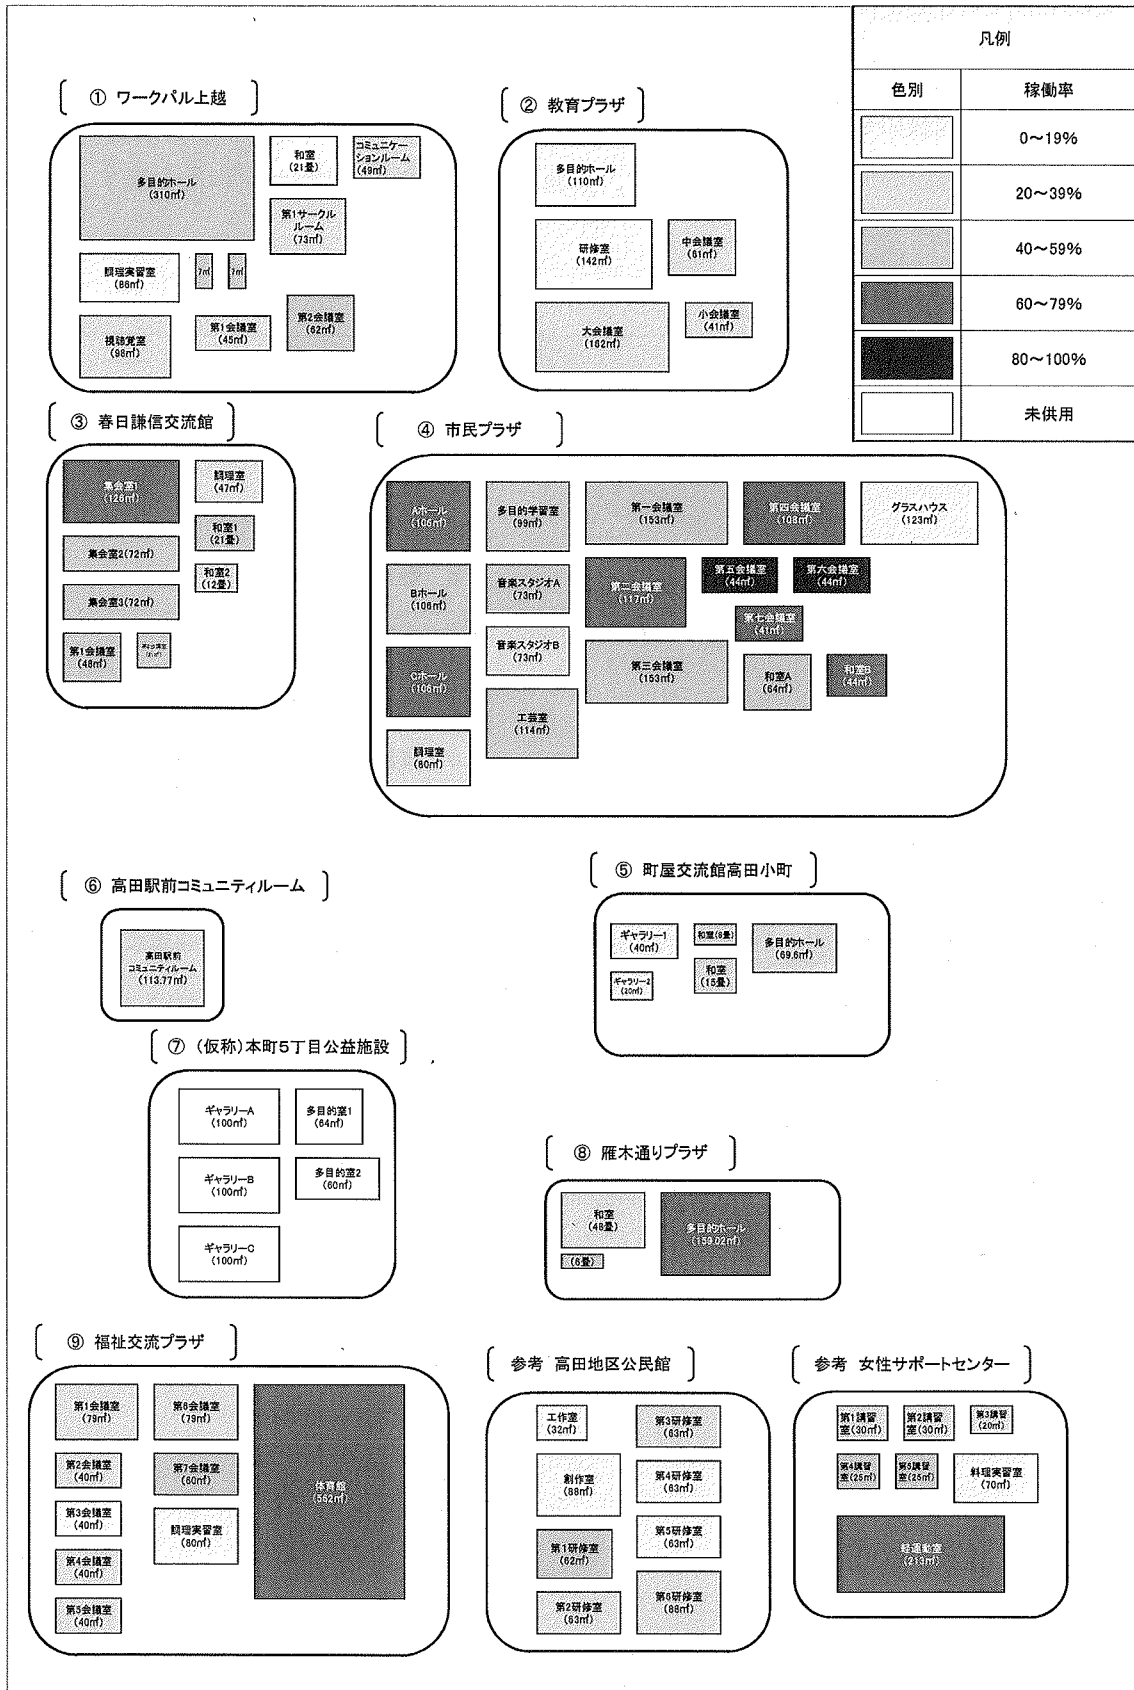 凡例
色別 稼働率
0～19%
20～39%
40～59%
60～79%
80～100%
未供用
① ワークパル上越
多目的ホール
(310㎡)
和室
(21畳)
コミュニケー
ションルーム
(49㎡)
第1サークル
ルーム
(73㎡)
調理実習室
(86㎡)
7㎡
7㎡
視聴覚室
(98㎡)
第1会議室
(45㎡)
第2会議室
(62㎡)
② 教育プラザ
多目的ホール
(110㎡)
研修室
(142㎡)
中会議室
(61㎡)
大会議室
(162㎡)
小会議室
(41㎡)
③ 春日謙信交流館
集会室1
(126㎡)
調理室
(47㎡)
和室1
(21畳)
集会室2(72㎡)
和室2
(12畳)
集会室3(72㎡)
第1会議室
(48㎡)
④ 市民プラザ
Aホール
(106㎡)
多目的学習室
(99㎡)
第一会議室
(153㎡)
第四会議室
(108㎡)
グラスハウス
(123㎡)
Bホール
(106㎡)
音楽スタジオA
(73㎡)
第二会議室
(117㎡)
第五会議室
(44㎡)
第六会議室
(44㎡)
第七会議室
(41㎡)
Cホール
(106㎡)
音楽スタジオB
(73㎡)
第三会議室
(153㎡)
和室A
(64㎡)
和室B
(44㎡)
工芸室
(114㎡)
調理室
(80㎡)
⑤ 町屋交流館高田小町
ギャラリー1
(40㎡)
和室(8畳)
多目的ホール
(69.6㎡)
ギャラリー2
(20㎡)
和室
(15畳)
⑥ 高田駅前コミュニティルーム
高田駅前
コミュニティルーム
(113.77㎡)
⑦ (仮称)本町5丁目公益施設
ギャラリーA
(100㎡)
多目的室1
(64㎡)
ギャラリーB
(100㎡)
多目的室2
(60㎡)
ギャラリーC
(100㎡)
⑧ 雁木通りプラザ
和室
(48畳)
多目的ホール
(159.02㎡)
(6畳)
⑨ 福祉交流プラザ
第1会議室
(79㎡)
第6会議室
(79㎡)
体育館
(562㎡)
第2会議室
(40㎡)
第7会議室
(60㎡)
第3会議室
(40㎡)
調理実習室
(80㎡)
第4会議室
(40㎡)
第5会議室
(40㎡)
参考 高田地区公民館
工作室
(32㎡)
第3研修室
(63㎡)
創作室
(88㎡)
第4研修室
(63㎡)
第1研修室
(62㎡)
第5研修室
(63㎡)
第2研修室
(63㎡)
第6研修室
(88㎡)
参考 女性サポートセンター
第1講習
室(30㎡)
第2講習
室(30㎡)
第3講習
(20㎡)
第4講習
室(25㎡)
第5講習
室(25㎡)
料理実習室
(70㎡)
軽運動室
(213㎡)